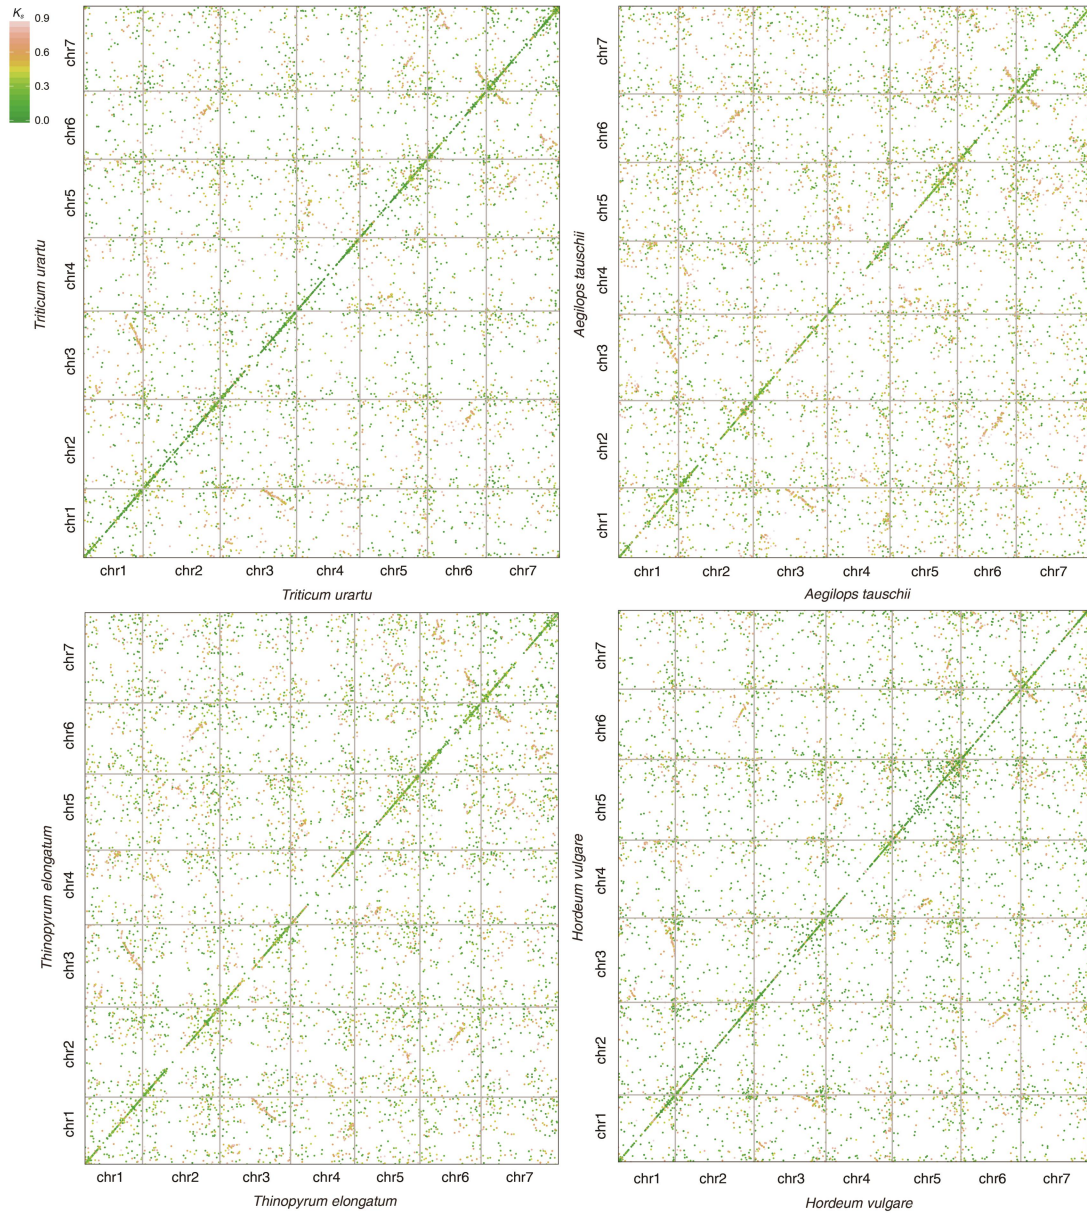 Ks
0.9
0.6
0.3
0.0
chr7
chr6
chr5
chr4
chr3
chr2
chr1
Triticum urartu
chr1 chr2 chr3 chr4 chr5 chr6 chr7
Triticum urartu
chr7
chr6
chr5
chr4
chr3
chr2
chr1
Aegilops tauschii
chr1 chr2 chr3 chr4 chr5 chr6 chr7
Aegilops tauschii
chr7
chr6
chr5
chr4
chr3
chr2
chr1
Thinopyrum elongatum
chr1 chr2 chr3 chr4 chr5 chr6 chr7
Thinopyrum elongatum
chr7
chr6
chr5
chr4
chr3
chr2
chr1
Hordeum vulgare
chr1 chr2 chr3 chr4 chr5 chr6 chr7
Hordeum vulgare